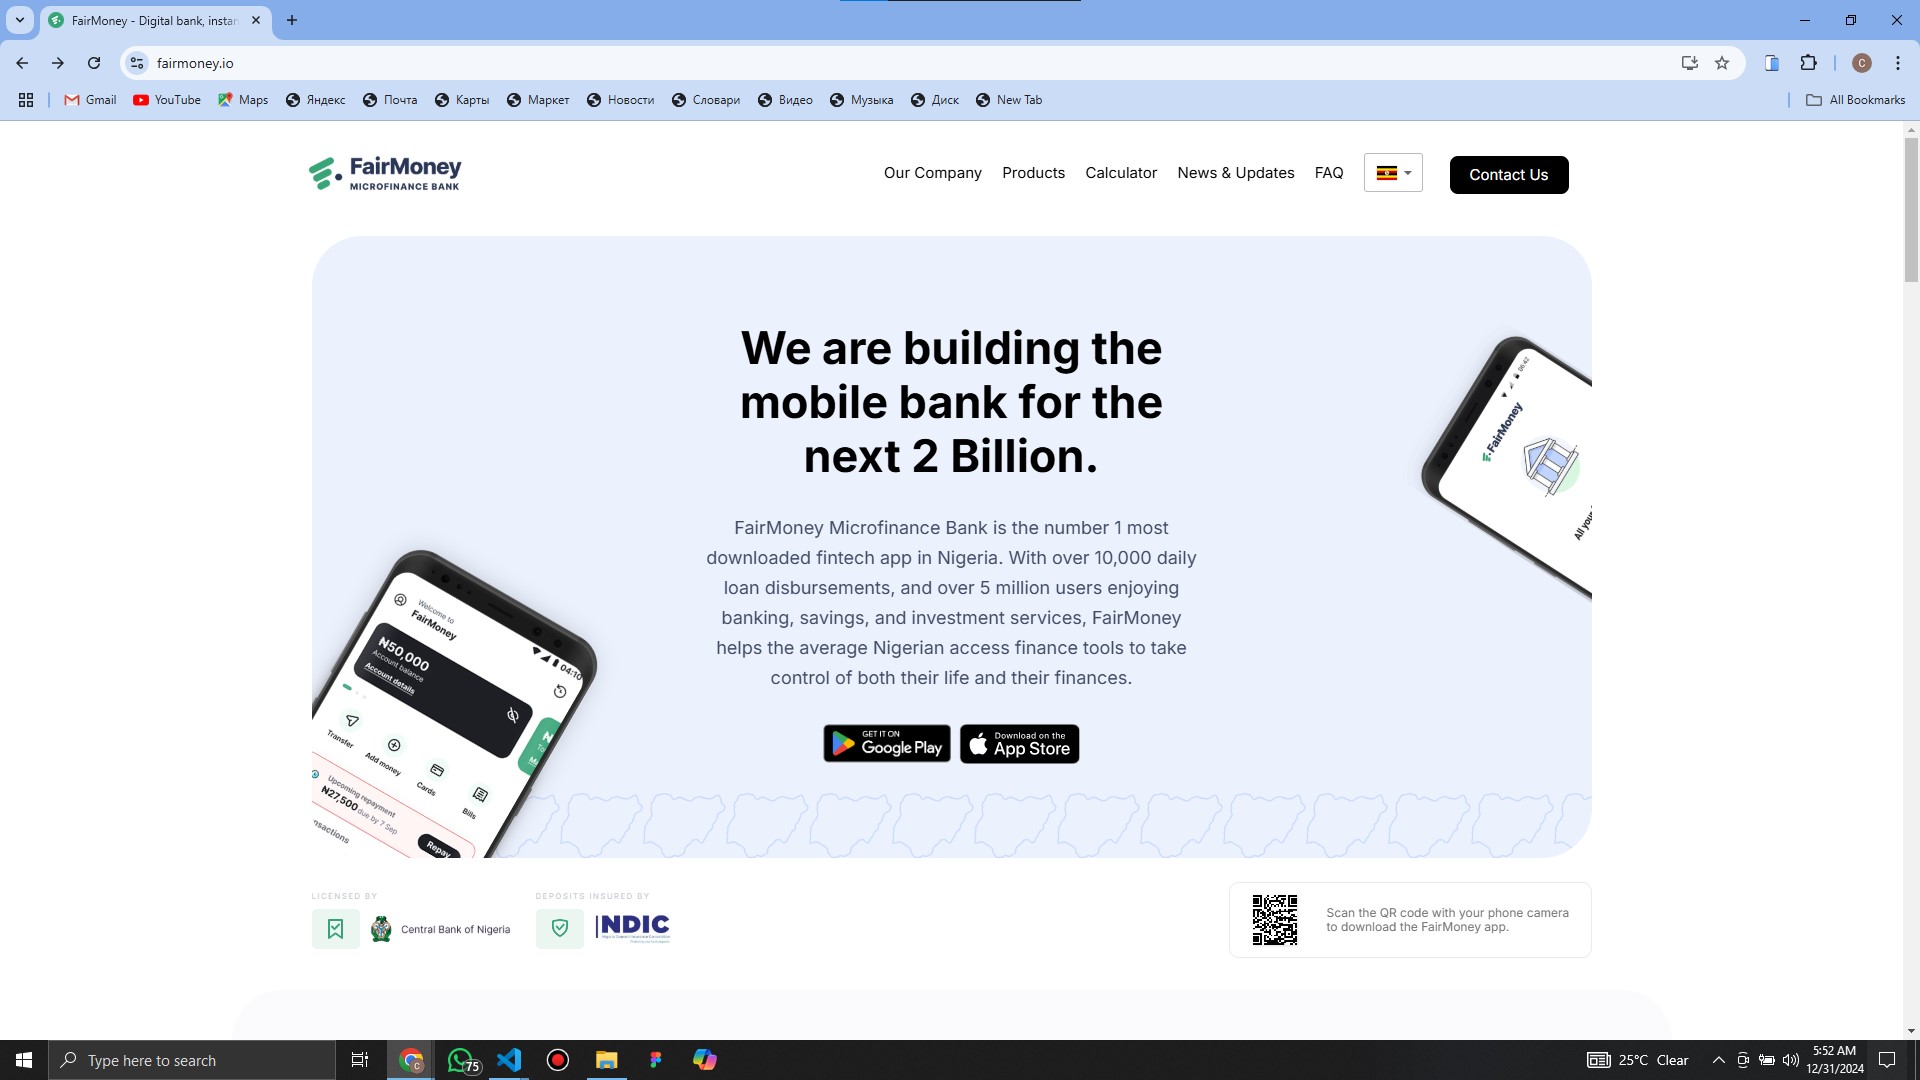 FairMoney - Digital bank, instan
fairmoney.io
Gmail
YouTube
Maps
Яндекс
Почта
Карты
Маркет
Новости
Словари
Видео
Музыка
Диск
New Tab
All Bookmarks
C
FairMoney
MICROFINANCE BANK
Our Company
Products
Calculator
News & Updates
FAQ
Contact Us
We are building the
mobile bank for the
next 2 Billion.
FairMoney Microfinance Bank is the number 1 most
downloaded fintech app in Nigeria. With over 10,000 daily
loan disbursements, and over 5 million users enjoying
banking, savings, and investment services, FairMoney
helps the average Nigerian access finance tools to take
control of both their life and their finances.
GET IT ON
Google Play
Download on the
App Store
04:10
Welcome to
FairMoney
₦50,000
Account balance
Account details
Transfer
Add money
Cards
Bills
Upcoming repayment
₦27,500 due by 7 Sep
Repay
nsactions
06:42
FairMoney
All your
LICENSED BY
Central Bank of Nigeria
DEPOSITS INSURED BY
NDIC
Scan the QR code with your phone camera
to download the FairMoney app.
Type here to search
C
75
25°C Clear
5:52 AM
12/31/2024